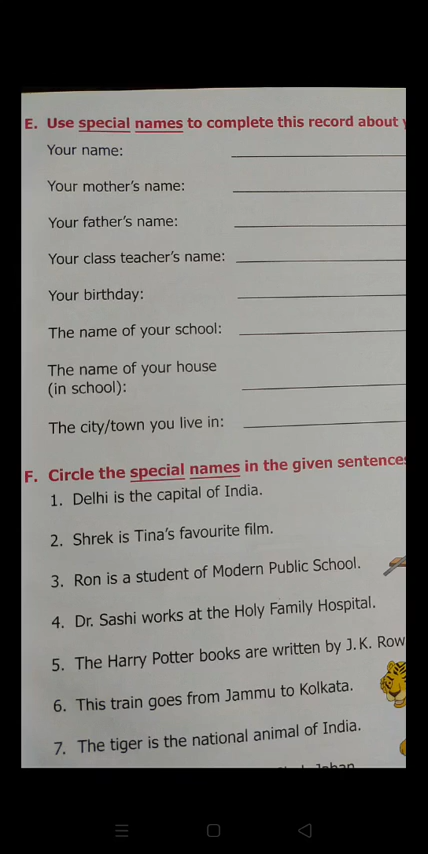 E. Use special names to complete this record about
Your name:
Your mother's name:
Your father's name:
Your class teacher's name:
Your birthday:
The name of your school:
The name of your house
(in school):
The city/town you live in:
F. Circle the special names in the given sentences
1. Delhi is the capital of India.
2. Shrek is Tina's favourite film.
3. Ron is a student of Modern Public School.
4. Dr. Sashi works at the Holy Family Hospital.
5. The Harry Potter books are written by J.K. Row
6. This train goes from Jammu to Kolkata.
7. The tiger is the national animal of India.